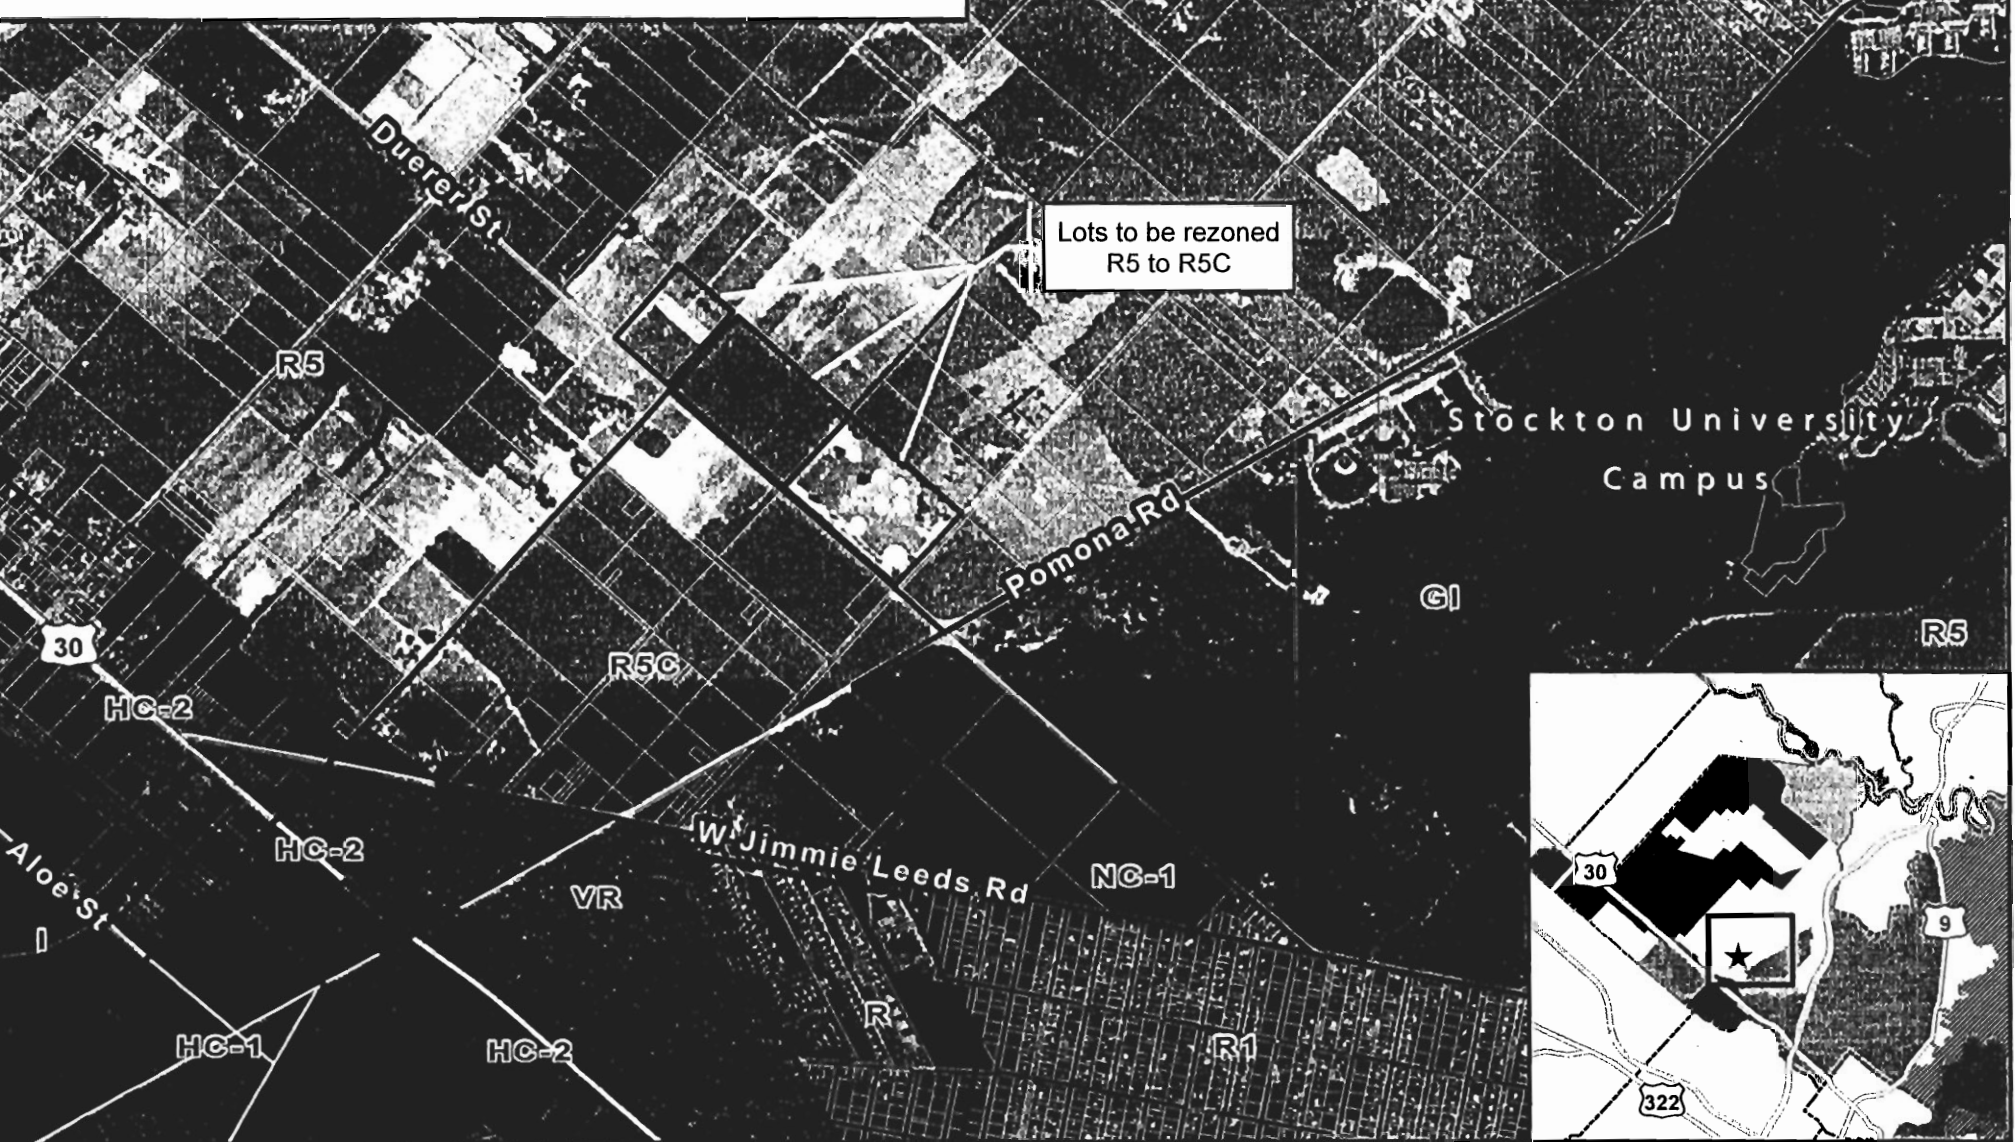 Duerer St
Lots to be rezoned
R5 to R5C
R5
Stockton University
Campus
Pomona Rd
GI
R5
30
R5C
HC-2
HC-2
W Jimmie Leeds Rd
NC-1
Aloe St
VR
I
R
HC-1
HC-2
R1
30
9
322